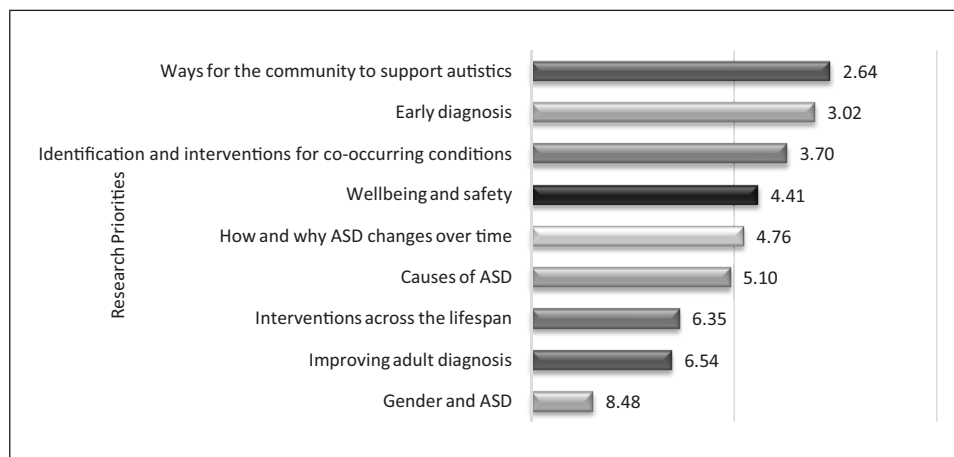 Research Priorities
Ways for the community to support autistics 2.64
Early diagnosis 3.02
Identification and interventions for co-occurring conditions 3.70
Wellbeing and safety 4.41
How and why ASD changes over time 4.76
Causes of ASD 5.10
Interventions across the lifespan 6.35
Improving adult diagnosis 6.54
Gender and ASD 8.48